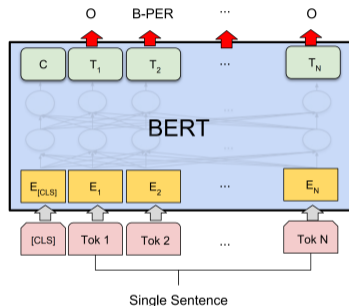 O B-PER ... O
C T1 T2 ... TN
...
BERT
...
E[CLS] E1 E2 ... EN
[CLS] Tok 1 Tok 2 ... Tok N
Single Sentence